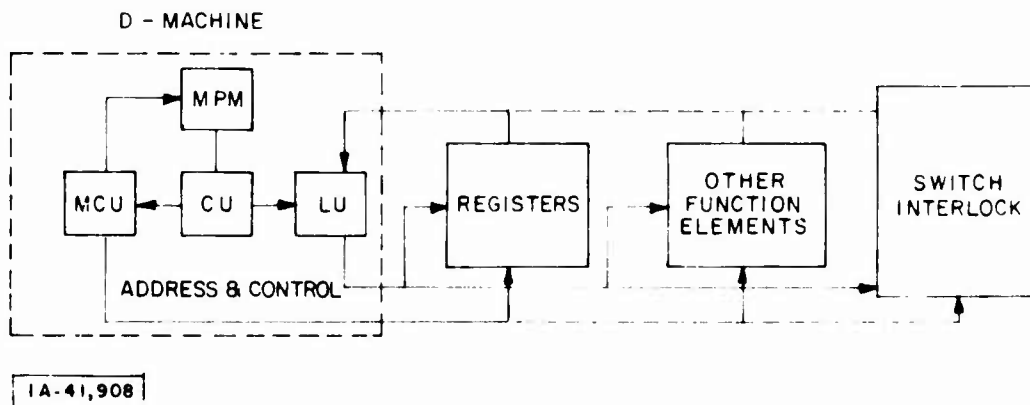 D - MACHINE
MPM
MCU
CU
LU
REGISTERS
OTHER
FUNCTION
ELEMENTS
SWITCH
INTERLOCK
ADDRESS & CONTROL
IA-41,908